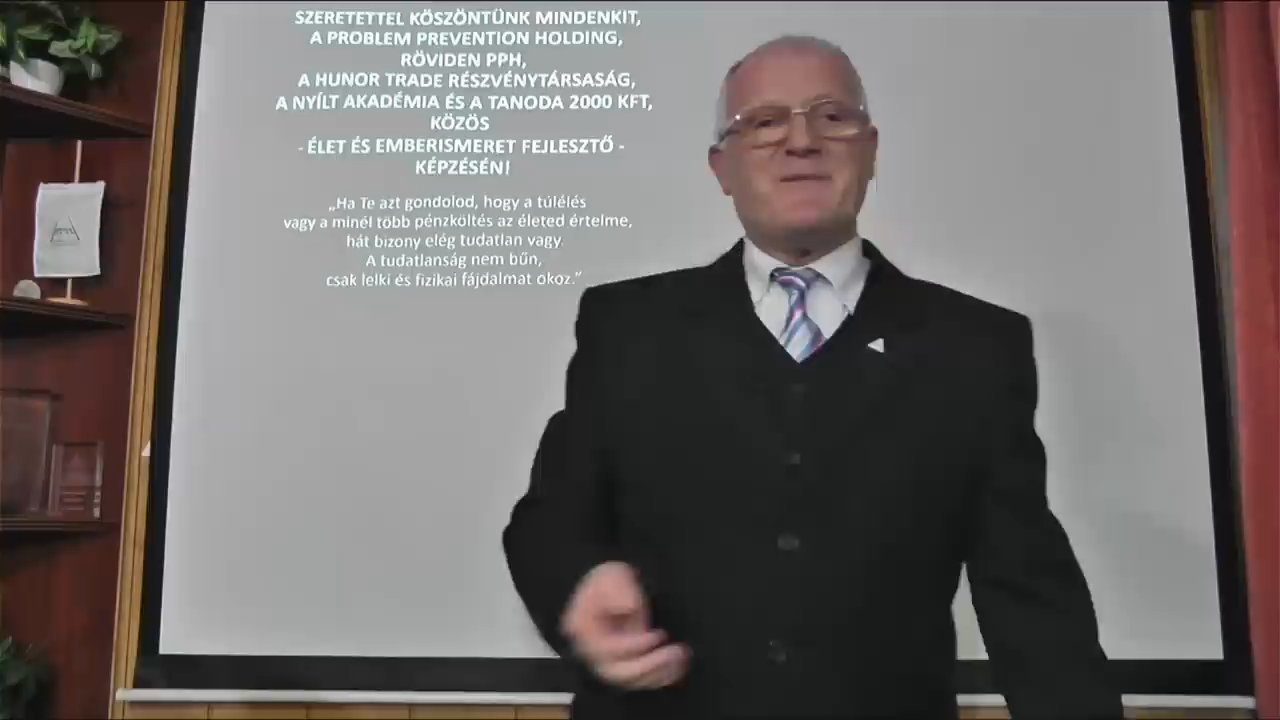 SZERETETTEL KÖSZÖNTÜNK MINDENKIT,
A PROBLEM PREVENTION HOLDING,
RÖVIDEN PPH,
A HUNOR TRADE RÉSZVÉNYTÁRSASÁG,
A NYÍLT AKADÉMIA ÉS A TANODA 2000 KFT,
KÖZÖS
- ÉLET ÉS EMBERISMERET FEJLESZTŐ -
KÉPZÉSÉN!
„Ha Te azt gondolod, hogy a túlélés
vagy a minél több pénzköltés az életed értelme,
hát bizony elég tudatlan vagy.
A tudatlanság nem bűn,
csak lelki és fizikai fájdalmat okoz.”